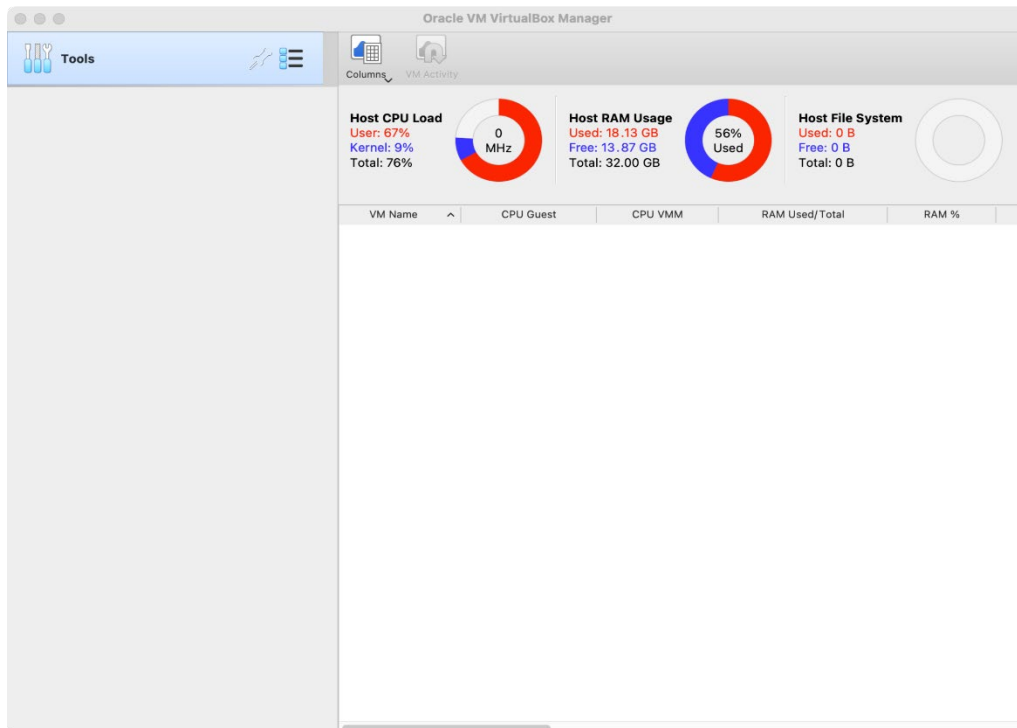 Oracle VM VirtualBox Manager
Tools
Columns
VM Activity
Host CPU Load
User: 67%
Kernel: 9%
Total: 76%
0
MHz
Host RAM Usage
Used: 18.13 GB
Free: 13.87 GB
Total: 32.00 GB
56%
Used
Host File System
Used: 0 B
Free: 0 B
Total: 0 B
VM Name CPU Guest CPU VMM RAM Used/Total RAM %